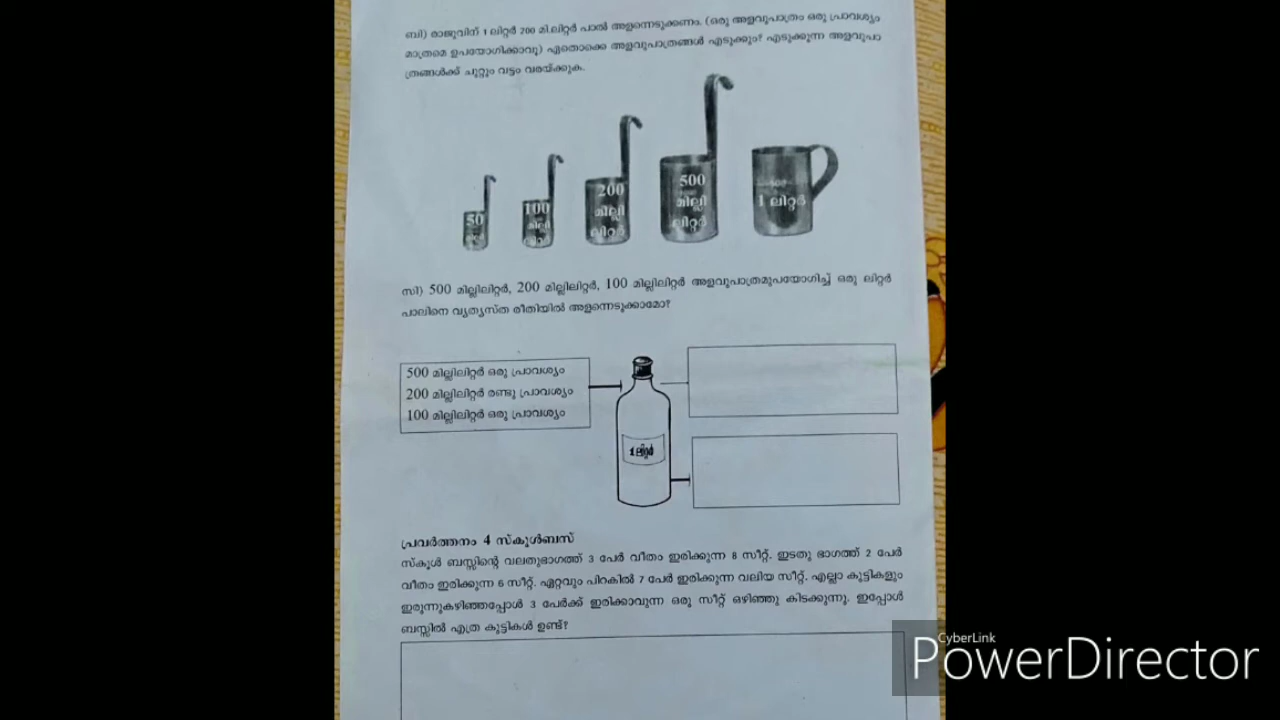 ബി) രാജുവിന് 1 ലിറ്റർ 200 മി.ലിറ്റർ പാൽ അളന്നെടുക്കണം. (ഒരു അളവുപാത്രം ഒരു പ്രാവശ്യം
മാത്രമെ ഉപയോഗിക്കാവൂ) ഏതൊക്കെ അളവുപാത്രങ്ങൾ എടുക്കും? എടുക്കുന്ന അളവുപാ
ത്രങ്ങൾക്ക് ചുറ്റും വട്ടം വരയ്ക്കുക.
50
100
മില്ലി
ലിറ്റർ
200
മില്ലി
ലിറ്റർ
500
മില്ലി
ലിറ്റർ
1 ലിറ്റർ
സി) 500 മില്ലിലിറ്റർ, 200 മില്ലിലിറ്റർ, 100 മില്ലിലിറ്റർ അളവുപാത്രമുപയോഗിച്ച് ഒരു ലിറ്റർ
പാലിനെ വ്യത്യസ്ത രീതിയിൽ അളന്നെടുക്കാമോ?
500 മില്ലിലിറ്റർ ഒരു പ്രാവശ്യം
200 മില്ലിലിറ്റർ രണ്ടു പ്രാവശ്യം
100 മില്ലിലിറ്റർ ഒരു പ്രാവശ്യം
1 ലിറ്റർ
പ്രവർത്തനം 4 സ്കൂൾബസ്
സ്കൂൾ ബസ്സിന്റെ വലതുഭാഗത്ത് 3 പേർ വീതം ഇരിക്കുന്ന 8 സീറ്റ്. ഇടതു ഭാഗത്ത് 2 പേർ
വീതം ഇരിക്കുന്ന 6 സീറ്റ്. ഏറ്റവും പിറകിൽ 7 പേർ ഇരിക്കുന്ന വലിയ സീറ്റ്. എല്ലാ കുട്ടികളും
ഇരുന്നുകഴിഞ്ഞപ്പോൾ 3 പേർക്ക് ഇരിക്കാവുന്ന ഒരു സീറ്റ് ഒഴിഞ്ഞു കിടക്കുന്നു. ഇപ്പോൾ
ബസ്സിൽ എത്ര കുട്ടികൾ ഉണ്ട്?
CyberLink
PowerDirector